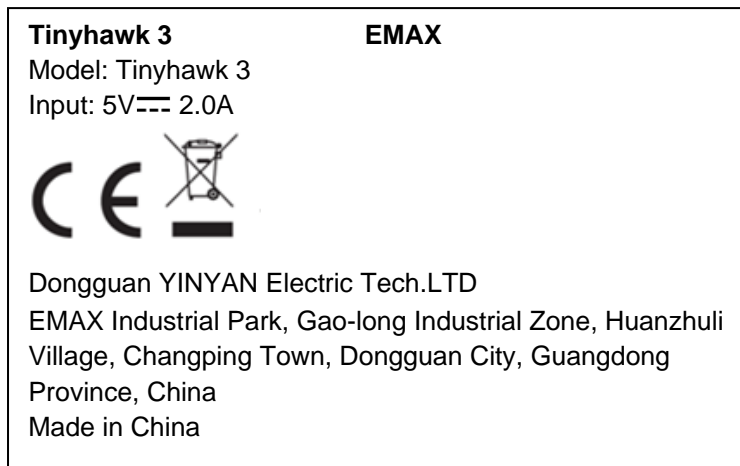 Tinyhawk 3 EMAX
Model: Tinyhawk 3
Input: 5V⎓ 2.0A
CE
Dongguan YINYAN Electric Tech.LTD
EMAX Industrial Park, Gao-long Industrial Zone, Huanzhuli
Village, Changping Town, Dongguan City, Guangdong
Province, China
Made in China